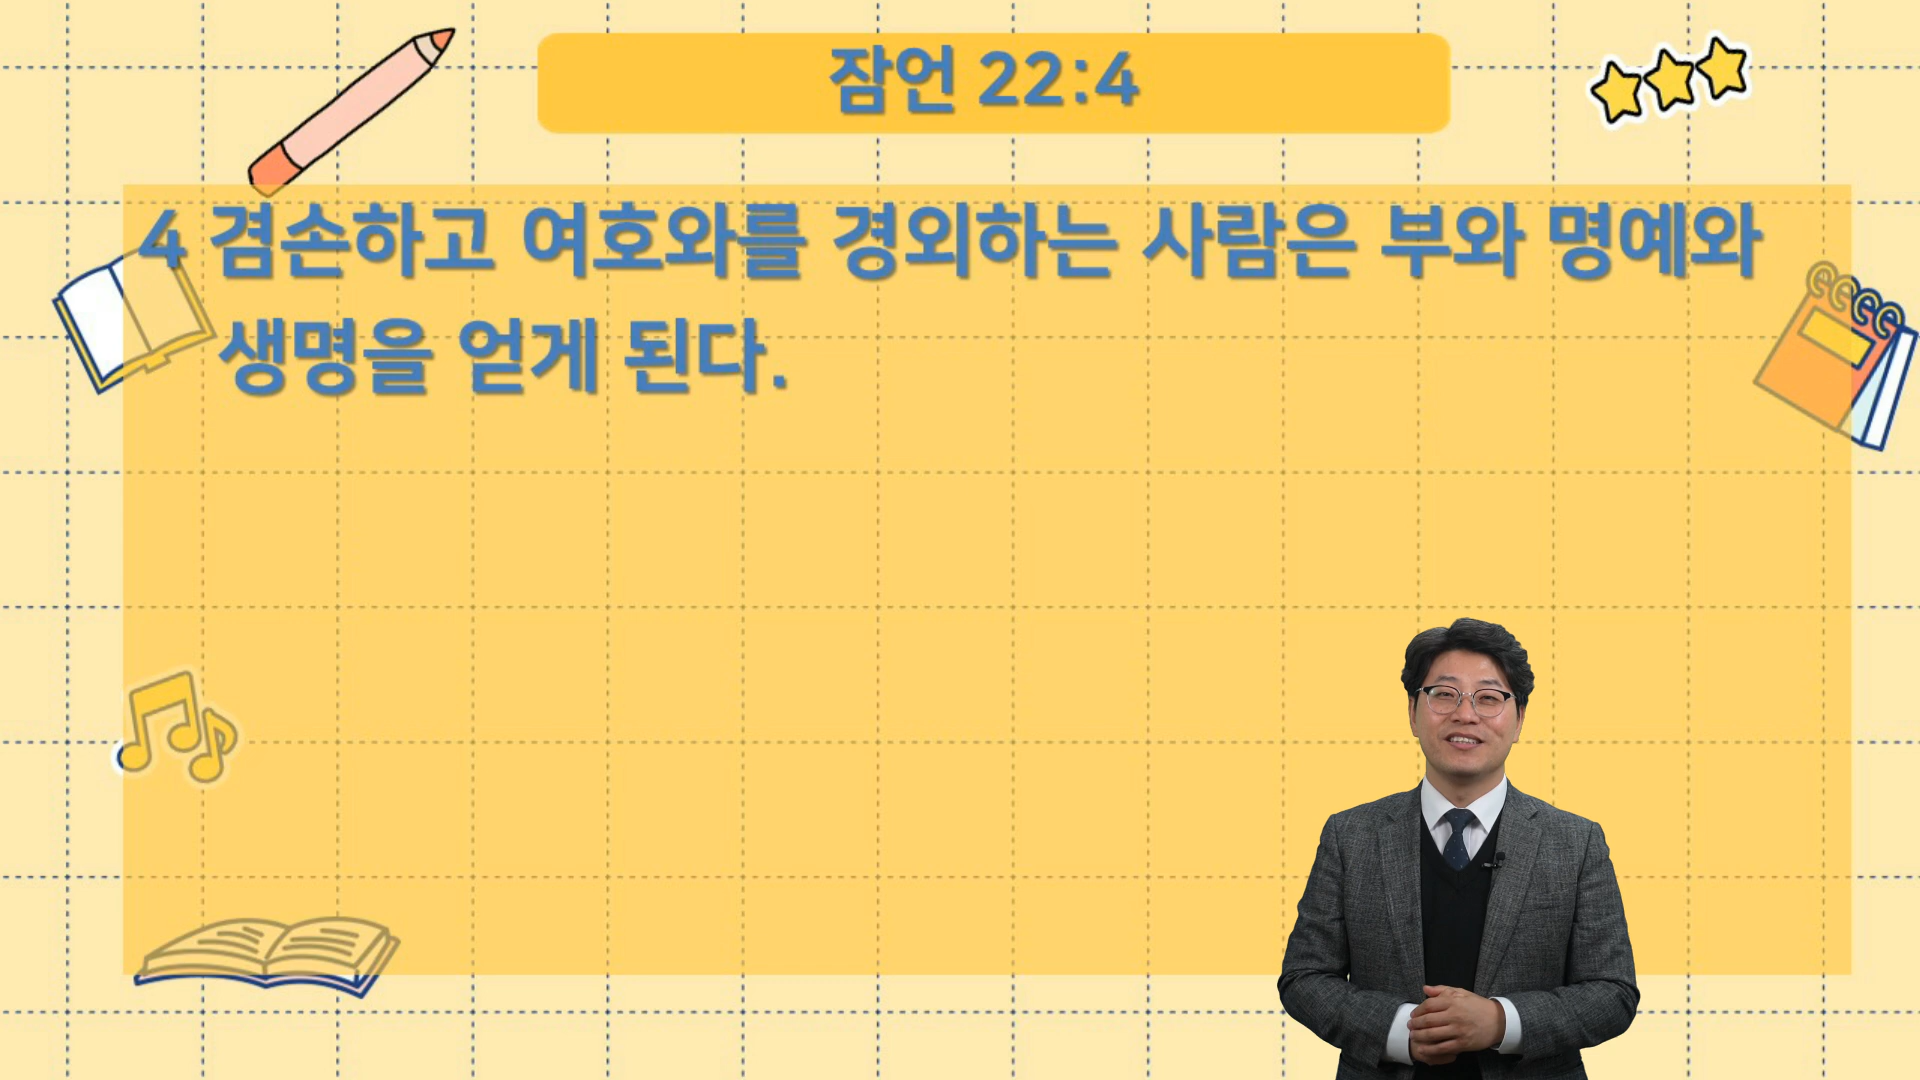 잠언 22:4
4 겸손하고 여호와를 경외하는 사람은 부와 명예와
생명을 얻게 된다.